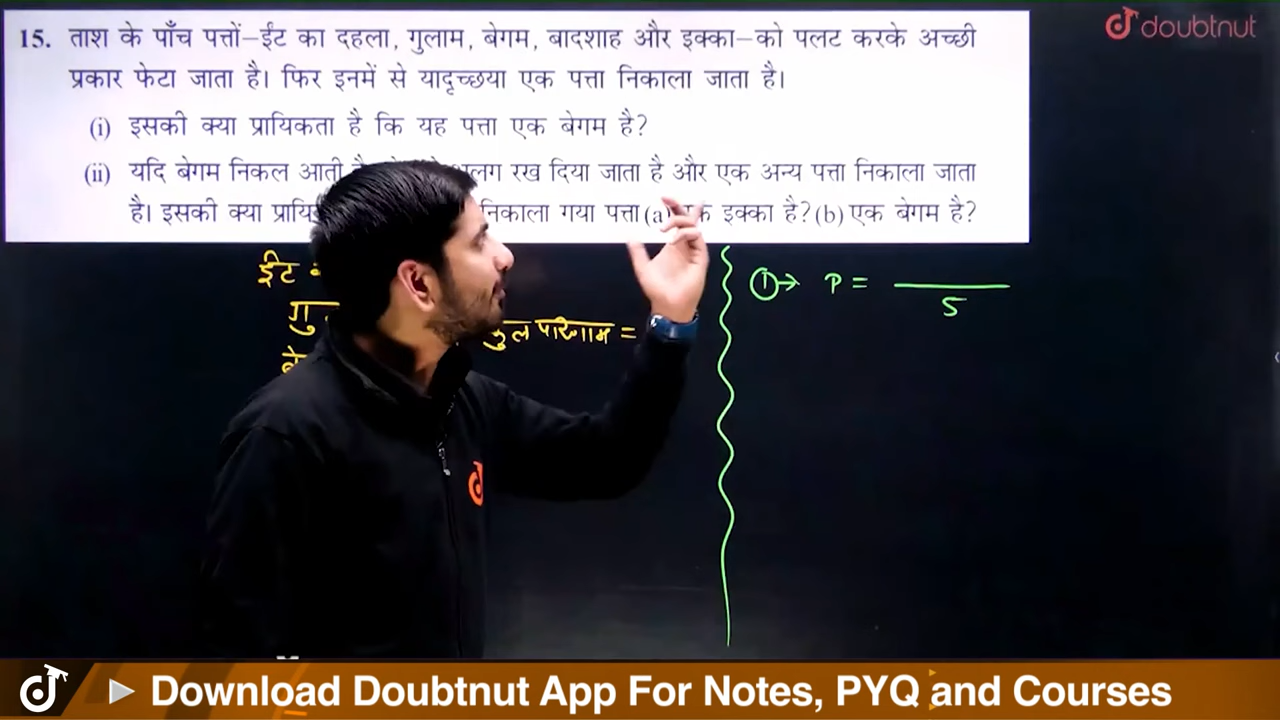 15. ताश के पाँच पत्तों–ईंट का दहला, गुलाम, बेगम, बादशाह और इक्का–को पलट करके अच्छी
प्रकार फेटा जाता है। फिर इनमें से यादृच्छया एक पत्ता निकाला जाता है।
(i) इसकी क्या प्रायिकता है कि यह पत्ता एक बेगम है?
(ii) यदि बेगम निकल आती रख दिया जाता है और एक अन्य पत्ता निकाला जाता
है। इसकी क्या निकाला गया पत्ता (a) इक्का है? (b) एक बेगम है?
doubtnut
ईंट
कुल परिणाम =
① → P =
5
Download Doubtnut App For Notes, PYQ and Courses